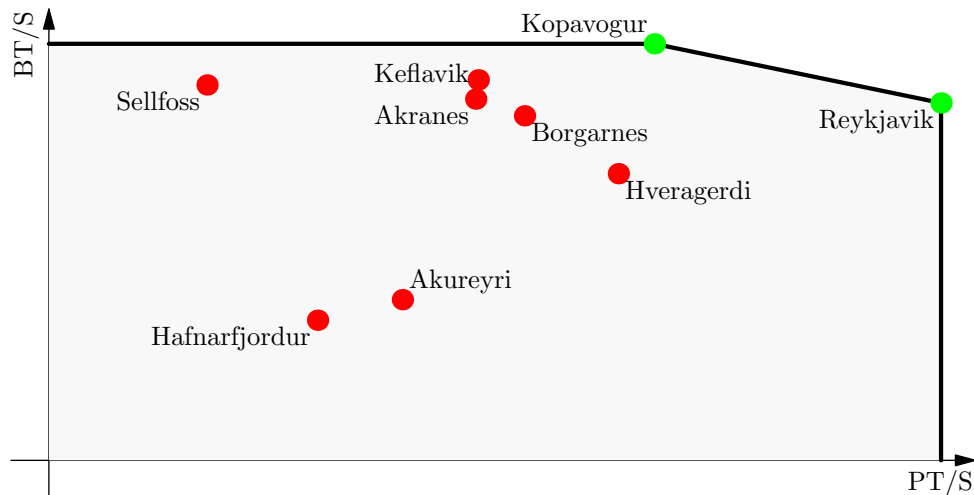 BT/S
Kopavogur
Keflavik
Sellfoss
Akranes
Reykjavik
Borgarnes
Hveragerdi
Akureyri
Hafnarfjordur
PT/S